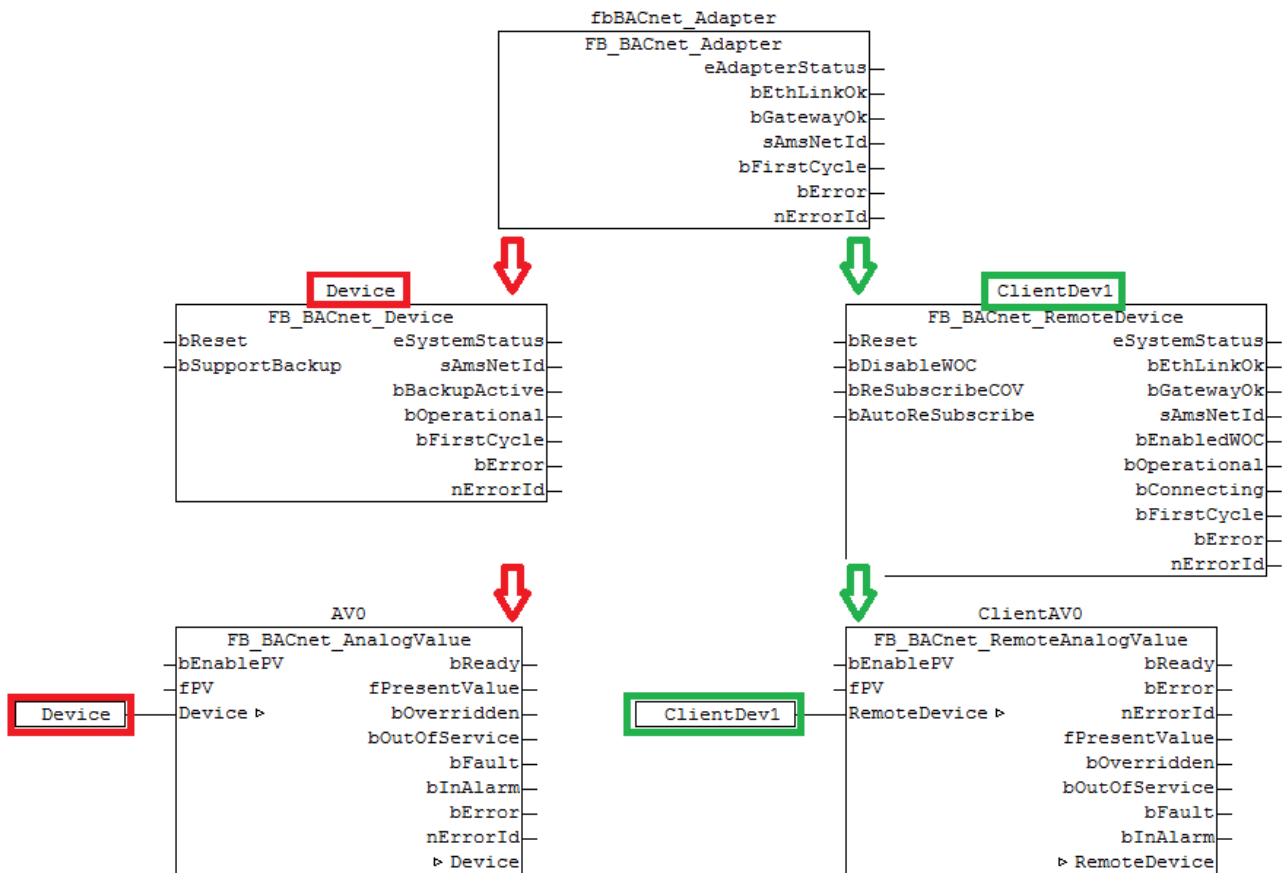 fbBACnet_Adapter
FB_BACnet_Adapter
eAdapterStatus
bEthLinkOk
bGatewayOk
sAmsNetId
bFirstCycle
bError
nErrorId
Device
FB_BACnet_Device
bReset eSystemStatus
bSupportBackup sAmsNetId
bBackupActive
bOperational
bFirstCycle
bError
nErrorId
ClientDev1
FB_BACnet_RemoteDevice
bReset eSystemStatus
bDisableWOC bEthLinkOk
bReSubscribeCOV bGatewayOk
bAutoReSubscribe sAmsNetId
bEnabledWOC
bOperational
bConnecting
bFirstCycle
bError
nErrorId
AV0
FB_BACnet_AnalogValue
bEnablePV bReady
fPV fPresentValue
Device Device ▷ bOverridden
bOutOfService
bFault
bInAlarm
bError
nErrorId
▷ Device
ClientAV0
FB_BACnet_RemoteAnalogValue
bEnablePV bReady
fPV bError
ClientDev1 RemoteDevice ▷ nErrorId
fPresentValue
bOverridden
bOutOfService
bFault
bInAlarm
▷ RemoteDevice